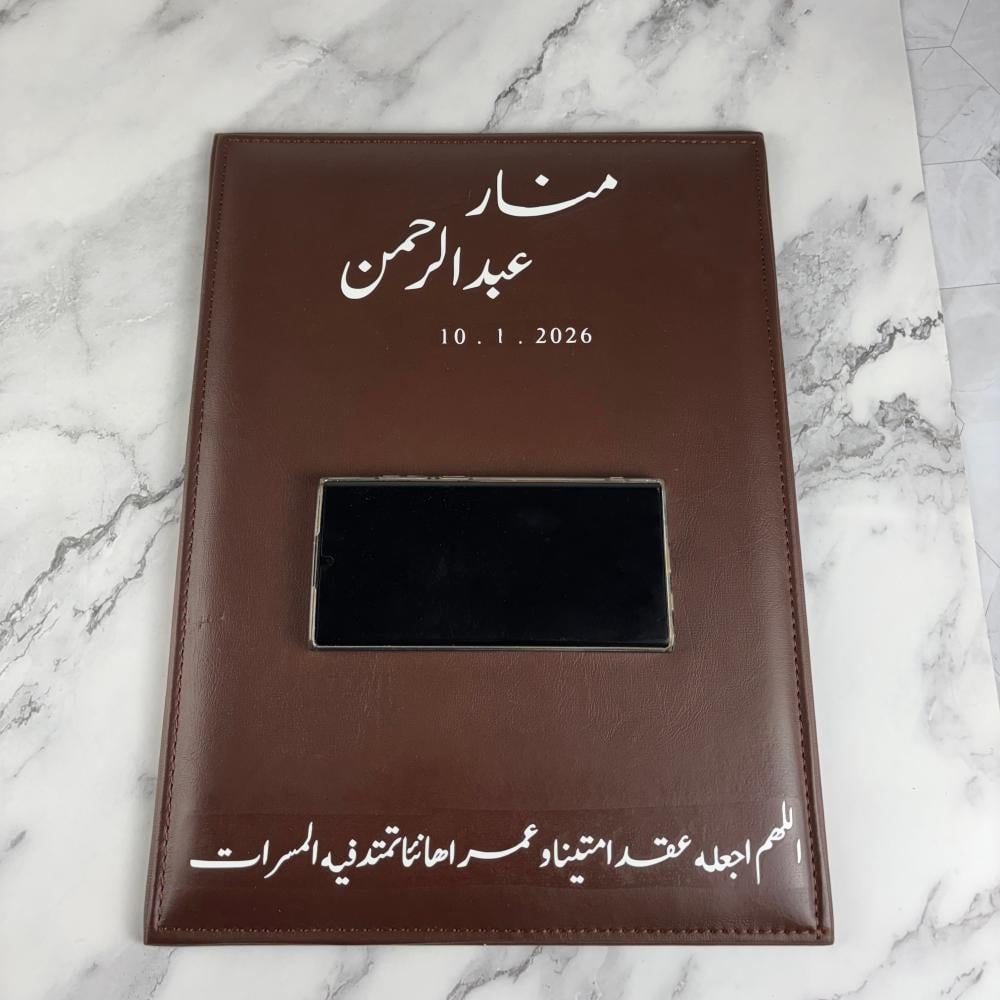 منار
عبدالرحمن
10 . 1 . 2026
اللهم اجعله عقدا متينا وعمرا هانئا تمتد فيه المسرات